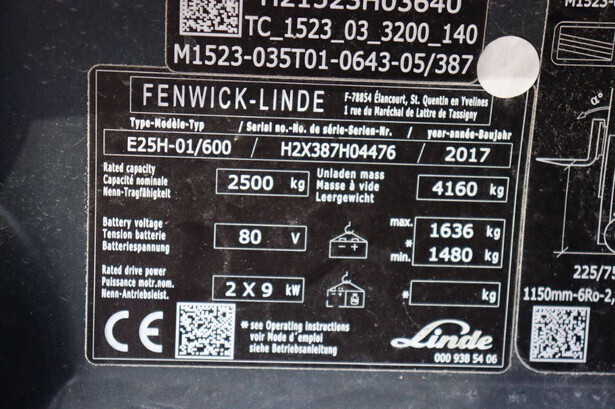 H21523H03640
TC_1523_03_3200_140
M1523-035T01-0643-05/387
M1523-
FENWICK-LINDE
F-78854 Élancourt, St. Quentin en Yvelines
1 rue du Maréchal de Lattre de Tassigny
Type-Modèle-Typ / Serial no.-No. de série-Serien-Nr. / year-année-Baujahr
E25H-01/600 / H2X387H04476 / 2017
Rated capacity
Capacité nominale
Nenn-Tragfähigkeit
2500 kg
Unladen mass
Masse à vide
Leergewicht
4160 kg
Battery voltage
Tension batterie
Batteriespannung
80 V
max. 1636 kg
*
min. 1480 kg
Rated drive power
Puissance motr.nom.
Nenn-Antriebsleist.
2 X 9 kW
* kg
CE
*see Operating Instructions
voir Mode d'emploi
siehe Betriebsanleitung
Linde
000 938 54 06
α°
225/75
1150mm-6Ro-2,